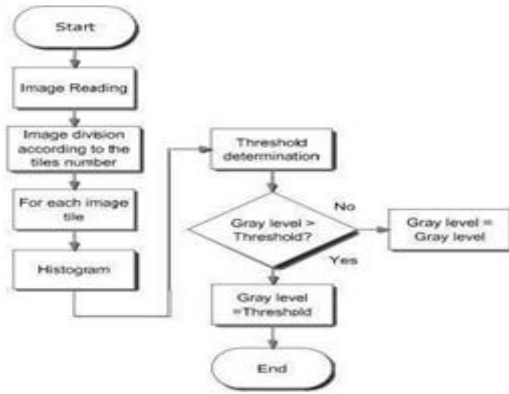 Start
Image Reading
Image division
according to the
tiles number
For each image
tile
Histogram
Threshold
determination
Gray level >
Threshold?
No
Gray level =
Gray level
Yes
Gray level
=Threshold
End